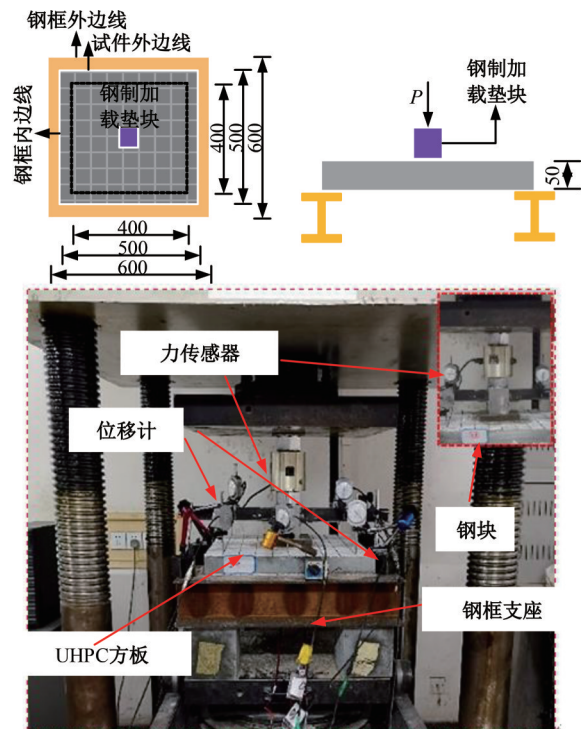 钢框外边线
试件外边线
钢制加
载垫块
钢框内边线
400
500
600
400
500
600
P
钢制加
载垫块
50
力传感器
位移计
钢块
钢框支座
UHPC方板